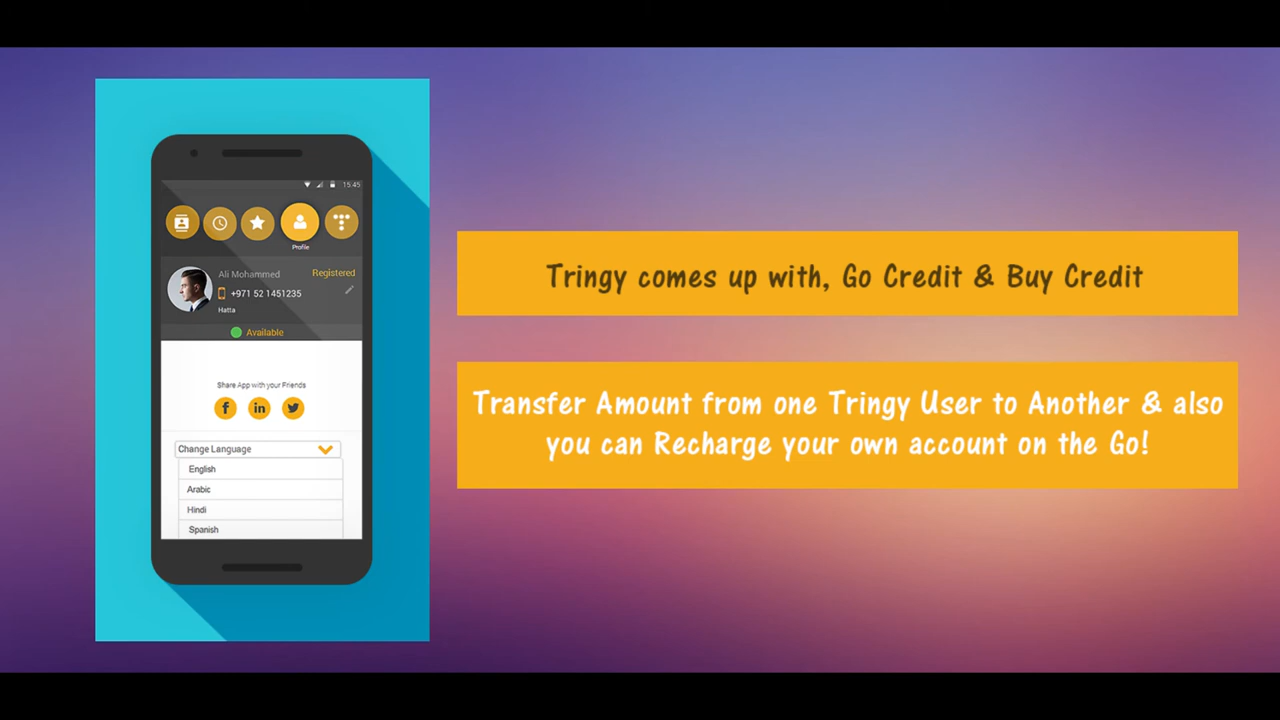 15:45
Profile
Ali Mohammed
Registered
+971 52 1451235
Hatta
Available
Share App with your Friends
f in
Change Language
English
Arabic
Hindi
Spanish
Tringy comes up with, Go Credit & Buy Credit
Transfer Amount from one Tringy User to Another & also
you can Recharge your own account on the Go!